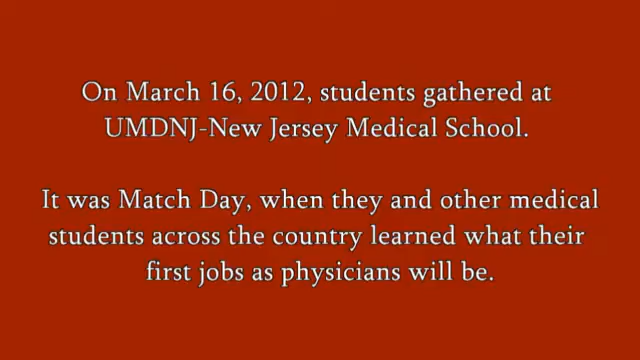 On March 16, 2012, students gathered at
UMDNJ-New Jersey Medical School.
It was Match Day, when they and other medical
students across the country learned what their
first jobs as physicians will be.